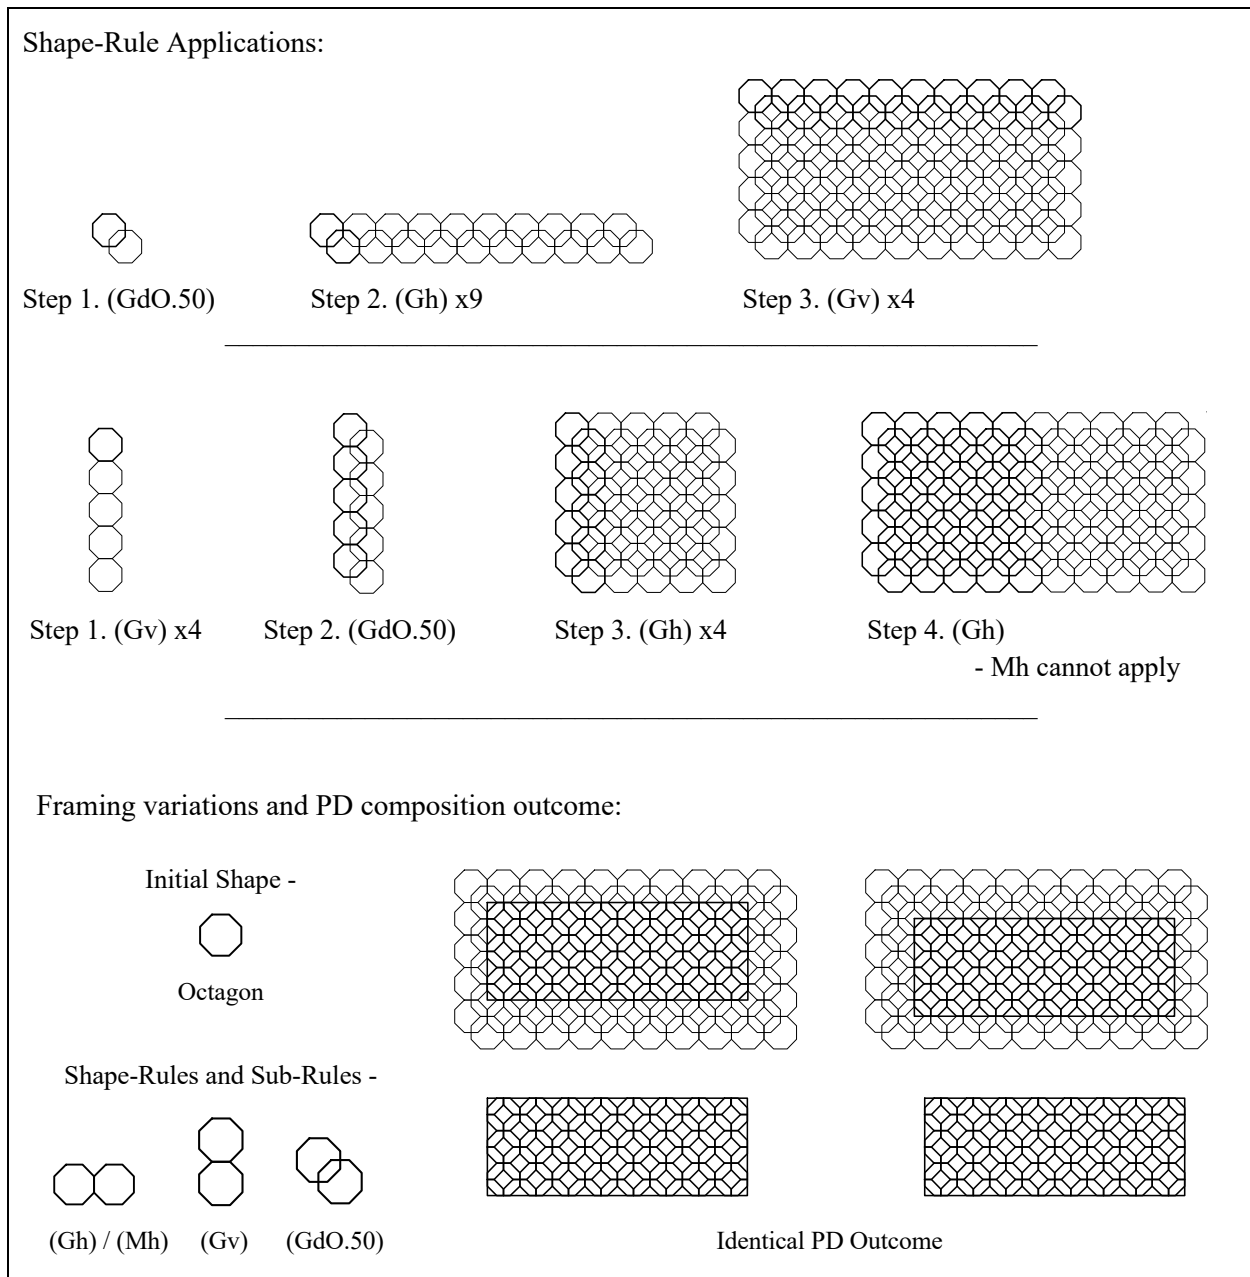 Shape-Rule Applications:
Step 1. (GdO.50)
Step 2. (Gh) x9
Step 3. (Gv) x4
Step 1. (Gv) x4
Step 2. (GdO.50)
Step 3. (Gh) x4
Step 4. (Gh)
- Mh cannot apply
Framing variations and PD composition outcome:
Initial Shape -
Octagon
Shape-Rules and Sub-Rules -
(Gh) / (Mh)
(Gv)
(GdO.50)
Identical PD Outcome